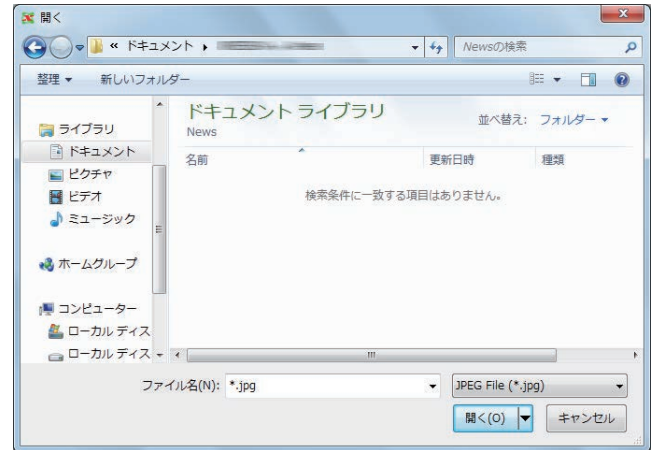 開く
« ドキュメント ▸
Newsの検索
整理 ▼ 新しいフォルダー
ライブラリ
ドキュメント
ピクチャ
ビデオ
ミュージック
ホームグループ
コンピューター
ローカル ディス
ローカル ディス
ドキュメント ライブラリ
News
並べ替え: フォルダー ▼
名前 更新日時 種類
検索条件に一致する項目はありません。
ファイル名(N): *.jpg
JPEG File (*.jpg)
開く(O) キャンセル